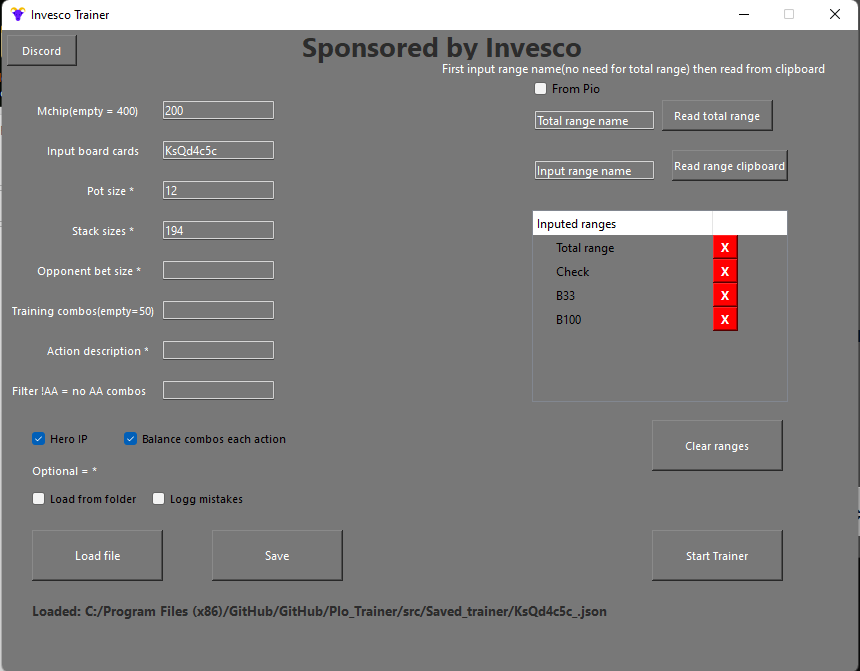 Invesco Trainer
Discord
Sponsored by Invesco
First input range name(no need for total range) then read from clipboard
From Pio
Mchip(empty = 400) 200
Total range name Read total range
Input board cards KsQd4c5c
Input range name Read range clipboard
Pot size * 12
Stack sizes * 194
Inputed ranges
Total range X
Opponent bet size *
Check X
B33 X
Training combos(empty=50)
B100 X
Action description *
Filter !AA = no AA combos
Hero IP Balance combos each action
Clear ranges
Optional = *
Load from folder Logg mistakes
Load file Save Start Trainer
Loaded: C:/Program Files (x86)/GitHub/GitHub/Plo_Trainer/src/Saved_trainer/KsQd4c5c_.json